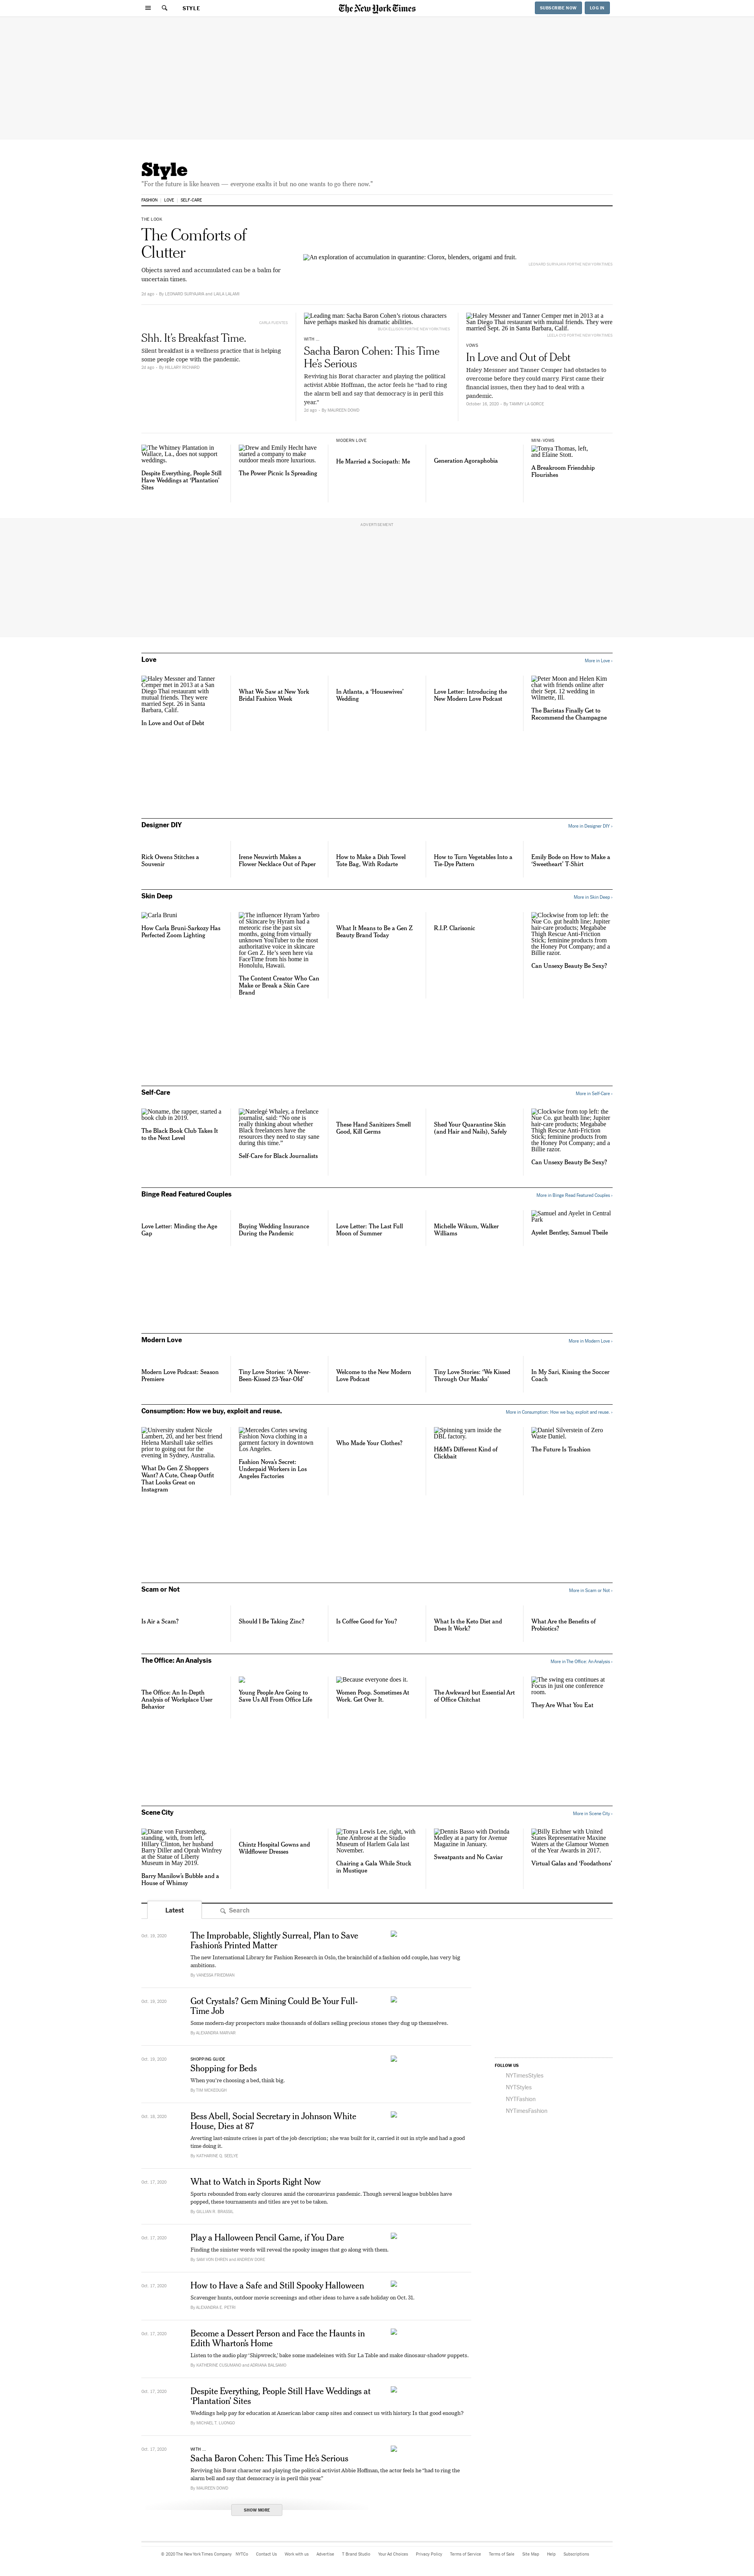 STYLE
The New York Times
SUBSCRIBE NOW
LOG IN
Style
"For the future is like heaven — everyone exalts it but no one wants to go there now."
FASHION
LOVE
SELF-CARE
THE LOOK
The Comforts of
Clutter
Objects saved and accumulated can be a balm for
uncertain times.
2d ago · By LEONARD SURYAJAYA and LAILA LALAMI
An exploration of accumulation in quarantine: Clorox, blenders, origami and fruit.
LEONARD SURYAJAYA FOR THE NEW YORK TIMES
CARLA FUENTES
Shh. It's Breakfast Time.
Silent breakfast is a wellness practice that is helping
some people cope with the pandemic.
2d ago · By HILLARY RICHARD
Leading man: Sacha Baron Cohen's riotous characters
have perhaps masked his dramatic abilities.
RUVEN AFANADOR FOR THE NEW YORK TIMES
WITH ...
Sacha Baron Cohen: This Time
He's Serious
Reviving his Borat character and playing the political
activist Abbie Hoffman, the actor feels he "had to ring
the alarm bell and say that democracy is in peril this
year."
2d ago · By MAUREEN DOWD
Haley Messner and Tanner Cemper met in 2013 at a
San Diego Thai restaurant with mutual friends. They were
married Sept. 26 in Santa Barbara, Calif.
VOWS
In Love and Out of Debt
Haley Messner and Tanner Cemper had obstacles to
overcome before they could marry. First came their
financial issues, then they had to deal with a
pandemic.
October 16, 2020 · By TAMMY LA GORCE
The Whitney Plantation in
Wallace, La., does not support
weddings.
Despite Everything, People Still
Have Weddings at 'Plantation'
Sites
Drew and Emily Hecht have
started a company to make
outdoor meals more luxurious.
The Power Picnic Is Spreading
MODERN LOVE
He Married a Sociopath: Me
Generation Agoraphobia
MINI-VOWS
Tonya Thomas, left,
and Elaine Stott.
A Breakroom Friendship
Flourishes
ADVERTISEMENT
Love
More in Love ›
Haley Messner and Tanner
Cemper met in 2013 at a San
Diego Thai restaurant with
mutual friends. They were
married Sept. 26 in Santa
Barbara, Calif.
In Love and Out of Debt
What We Saw at New York
Bridal Fashion Week
In Atlanta, a 'Housewives'
Wedding
Love Letter: Introducing the
New Modern Love Podcast
Peter Moon and Helen Kim
chat with friends online after
their Sept. 12 wedding in
Wilmette, Ill.
The Baristas Finally Get to
Recommend the Champagne
Designer DIY
More in Designer DIY ›
Rick Owens Stitches a
Souvenir
Irene Neuwirth Makes a
Flower Necklace Out of Paper
How to Make a Dish Towel
Tote Bag, With Rodarte
How to Turn Vegetables Into a
Tie-Dye Pattern
Emily Bode on How to Make a
'Sweetheart' T-Shirt
Skin Deep
More in Skin Deep ›
Carla Bruni
How Carla Bruni-Sarkozy Has
Perfected Zoom Lighting
The influencer Hyram Yarbro
of Skincare by Hyram had a
meteoric rise the past six
months, going from virtually
unknown YouTuber to the most
authoritative voice in skincare
for Gen Z. He's seen here via
FaceTime from his home in
Honolulu, Hawaii.
The Content Creator Who Can
Make or Break a Skin Care
Brand
What It Means to Be a Gen Z
Beauty Brand Today
R.I.P. Clarisonic
Clockwise from top left: the
Nue Co. gut health line; Jupiter
hair-care products; Megababe
Thigh Rescue Anti-Friction
Stick; feminine products from
the Honey Pot Company; and a
Billie razor.
Can Unsexy Beauty Be Sexy?
Self-Care
More in Self-Care ›
Noname, the rapper, started a
book club in 2019.
The Black Book Club Takes It
to the Next Level
Natelegé Whaley, a freelance
journalist, said: "No one is
really thinking about whether
Black freelancers have the
resources they need to stay sane
during this time."
Self-Care for Black Journalists
These Hand Sanitizers Smell
Good, Kill Germs
Shed Your Quarantine Skin
(and Hair and Nails), Safely
Clockwise from top left: the
Nue Co. gut health line; Jupiter
hair-care products; Megababe
Thigh Rescue Anti-Friction
Stick; feminine products from
the Honey Pot Company; and a
Billie razor.
Can Unsexy Beauty Be Sexy?
Binge Read Featured Couples
More in Binge Read Featured Couples ›
Love Letter: Minding the Age
Gap
Buying Wedding Insurance
During the Pandemic
Love Letter: The Last Full
Moon of Summer
Michelle Wikum, Walker
Williams
Samuel and Ayelet in Central
Park
Ayelet Bentley, Samuel Tbeile
Modern Love
More in Modern Love ›
Modern Love Podcast: Season
Premiere
Tiny Love Stories: 'A Never-
Been-Kissed 23-Year-Old'
Welcome to the New Modern
Love Podcast
Tiny Love Stories: 'We Kissed
Through Our Masks'
In My Sari, Kissing the Soccer
Coach
Consumption: How we buy, exploit and reuse.
More in Consumption: How we buy, exploit and reuse. ›
University student Nicole
Lambert, 20, and her best friend
Helena Marshall take selfies
prior to going out for the
evening in Sydney, Australia.
What Do Gen Z Shoppers
Want? A Cute, Cheap Outfit
That Looks Great on
Instagram
Mercedes Cortes sewing
Fashion Nova clothing in a
garment factory in downtown
Los Angeles.
Fashion Nova's Secret:
Underpaid Workers in Los
Angeles Factories
Who Made Your Clothes?
Spinning yarn inside the
DBL factory.
H&M's Different Kind of
Clickbait
Daniel Silverstein of Zero
Waste Daniel.
The Future Is Trashion
Scam or Not
More in Scam or Not ›
Is Air a Scam?
Should I Be Taking Zinc?
Is Coffee Good for You?
What Is the Keto Diet and
Does It Work?
What Are the Benefits of
Probiotics?
The Office: An Analysis
More in The Office: An Analysis ›
The Office: An In-Depth
Analysis of Workplace User
Behavior
Young People Are Going to
Save Us All From Office Life
Because everyone does it.
Women Poop. Sometimes At
Work. Get Over It.
The Awkward but Essential Art
of Office Chitchat
The swing era continues at
Focus in just one conference
room.
They Are What You Eat
Scene City
More in Scene City ›
Diane von Furstenberg,
standing, with, from left,
Hillary Clinton, her husband
Barry Diller and Oprah Winfrey
at the Statue of Liberty
Museum in May 2019.
Barry Manilow's Bubble and a
House of Whimsy
Chintz Hospital Gowns and
Wildflower Dresses
Tonya Lewis Lee, right, with
June Ambrose at the Studio
Museum of Harlem Gala last
November.
Chairing a Gala While Stuck
in Mustique
Dennis Basso with Dorinda
Medley at a party for Avenue
Magazine in January.
Sweatpants and No Caviar
Billy Eichner with United
States Representative Maxine
Waters at the Glamour Women
of the Year Awards in 2017.
Virtual Galas and 'Foodathons'
Latest
Search
Oct. 19, 2020
The Improbable, Slightly Surreal, Plan to Save
Fashion's Printed Matter
The new International Library for Fashion Research in Oslo, the brainchild of a fashion odd couple, has very big
ambitions.
By VANESSA FRIEDMAN
Oct. 19, 2020
Got Crystals? Gem Mining Could Be Your Full-
Time Job
Some modern-day prospectors make thousands of dollars selling precious stones they dug up themselves.
By ALEXANDRA MARVAR
Oct. 19, 2020
SHOPPING GUIDE
Shopping for Beds
When you're choosing a bed, think big.
By TIM MCKEOUGH
Oct. 18, 2020
Bess Abell, Social Secretary in Johnson White
House, Dies at 87
Averting last-minute crises is part of the job description; she was built for it, carried it out in style and had a good
time doing it.
By KATHARINE Q. SEELYE
Oct. 17, 2020
What to Watch in Sports Right Now
Sports rebounded from early closures amid the coronavirus pandemic. Though several league bubbles have
popped, these tournaments and titles are yet to be taken.
By GILLIAN R. BRASSIL
Oct. 17, 2020
Play a Halloween Pencil Game, if You Dare
Finding the sinister words will reveal the spooky images that go along with them.
By SAM VON EHREN and ANDREW DORE
Oct. 17, 2020
How to Have a Safe and Still Spooky Halloween
Scavenger hunts, outdoor movie screenings and other ideas to have a safe holiday on Oct. 31.
By ALEXANDRA E. PETRI
Oct. 17, 2020
Become a Dessert Person and Face the Haunts in
Edith Wharton's Home
Listen to the audio play 'Shipwreck,' bake some madeleines with Sur La Table and make dinosaur-shadow puppets.
By KATHERINE CUSUMANO and ADRIANA BALSAMO
Oct. 17, 2020
Despite Everything, People Still Have Weddings at
'Plantation' Sites
Weddings help pay for education at American labor camp sites and connect us with history. Is that good enough?
By MICHAEL T. LUONGO
Oct. 17, 2020
WITH ...
Sacha Baron Cohen: This Time He's Serious
Reviving his Borat character and playing the political activist Abbie Hoffman, the actor feels he "had to ring the
alarm bell and say that democracy is in peril this year."
By MAUREEN DOWD
SHOW MORE
FOLLOW US
NYTimesStyles
NYTStyles
NYTFashion
NYTimesFashion
© 2020 The New York Times Company
NYTCo
Contact Us
Work with us
Advertise
T Brand Studio
Your Ad Choices
Privacy Policy
Terms of Service
Terms of Sale
Site Map
Help
Subscriptions